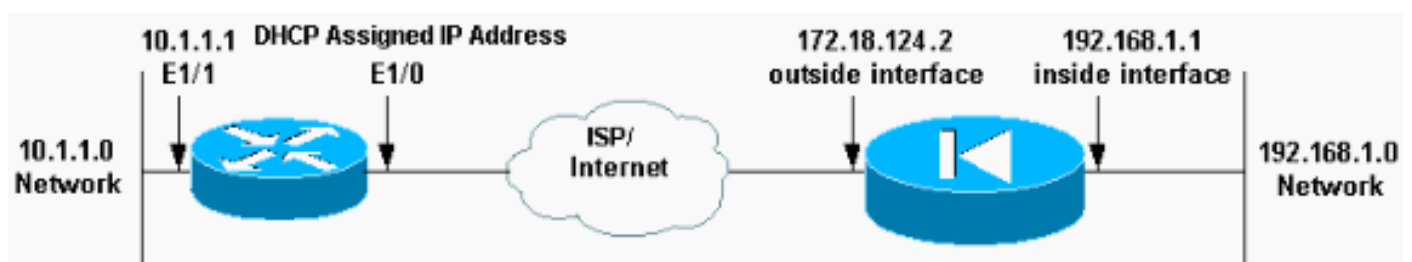 10.1.1.1
E1/1
DHCP Assigned IP Address
E1/0
172.18.124.2
outside interface
192.168.1.1
inside interface
10.1.1.0
Network
ISP/
Internet
192.168.1.0
Network